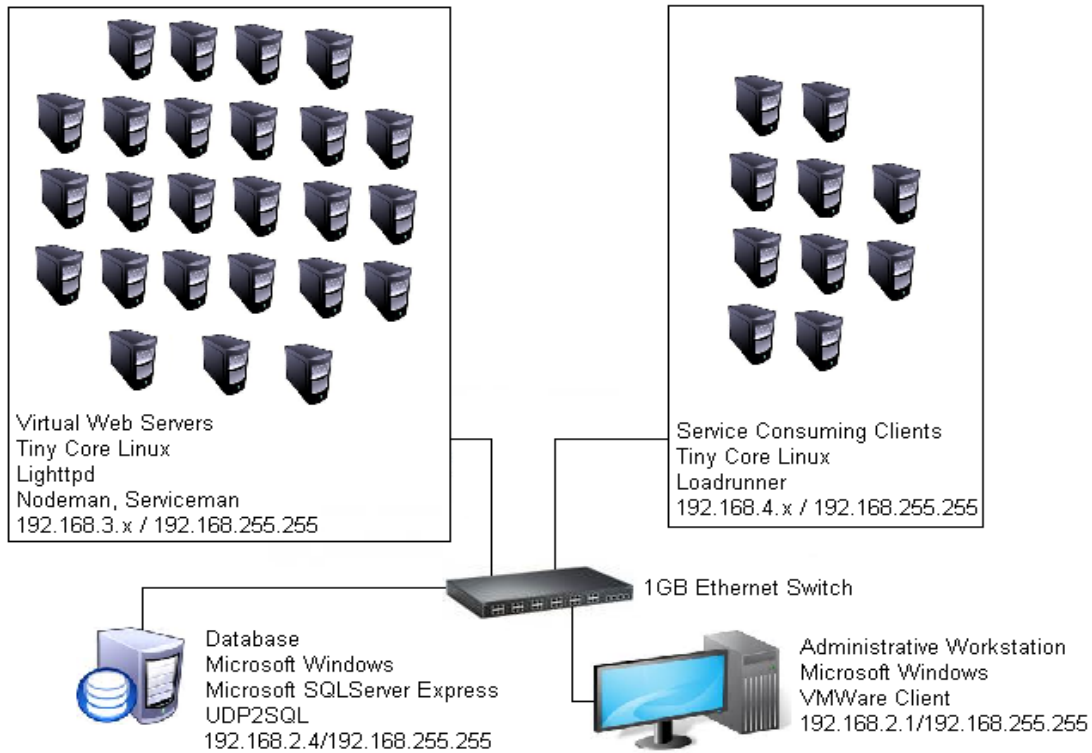 Virtual Web Servers
Tiny Core Linux
Lighttpd
Nodeman, Serviceman
192.168.3.x / 192.168.255.255
Service Consuming Clients
Tiny Core Linux
Loadrunner
192.168.4.x / 192.168.255.255
1GB Ethernet Switch
Database
Microsoft Windows
Microsoft SQLServer Express
UDP2SQL
192.168.2.4/192.168.255.255
Administrative Workstation
Microsoft Windows
VMWare Client
192.168.2.1/192.168.255.255